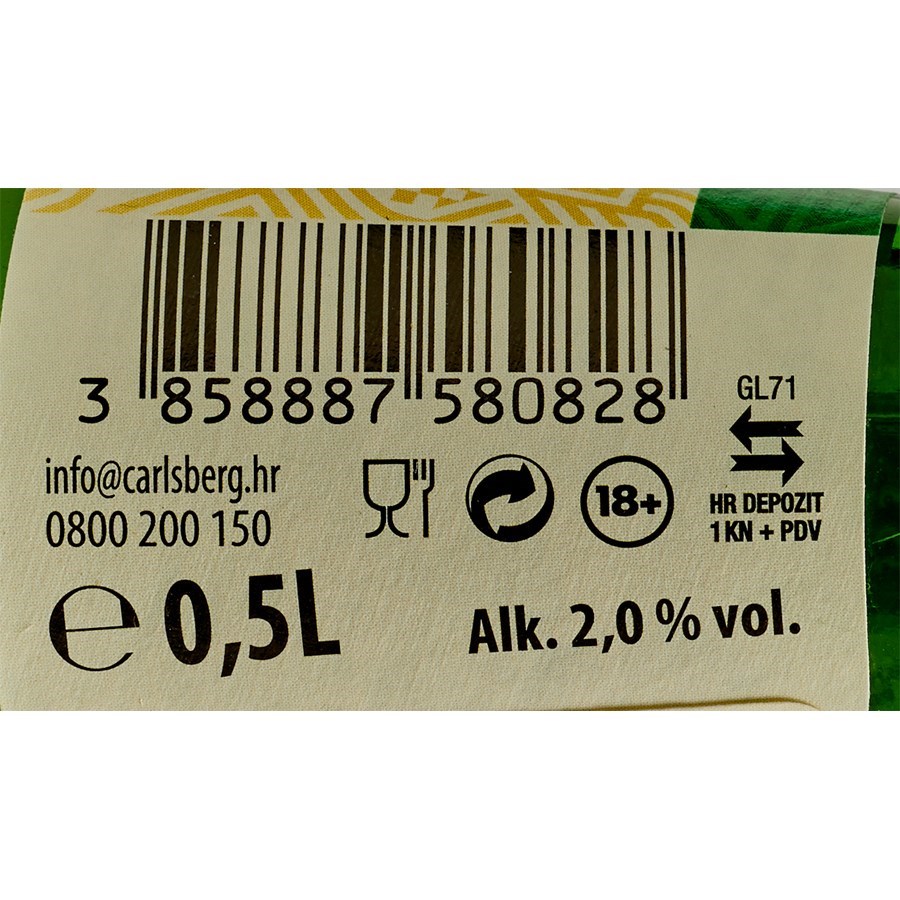 3 858887 580828
GL71
HR DEPOZIT
1 KN + PDV
info@carlsberg.hr
0800 200 150
18+
e 0,5L
Alk. 2,0 % vol.